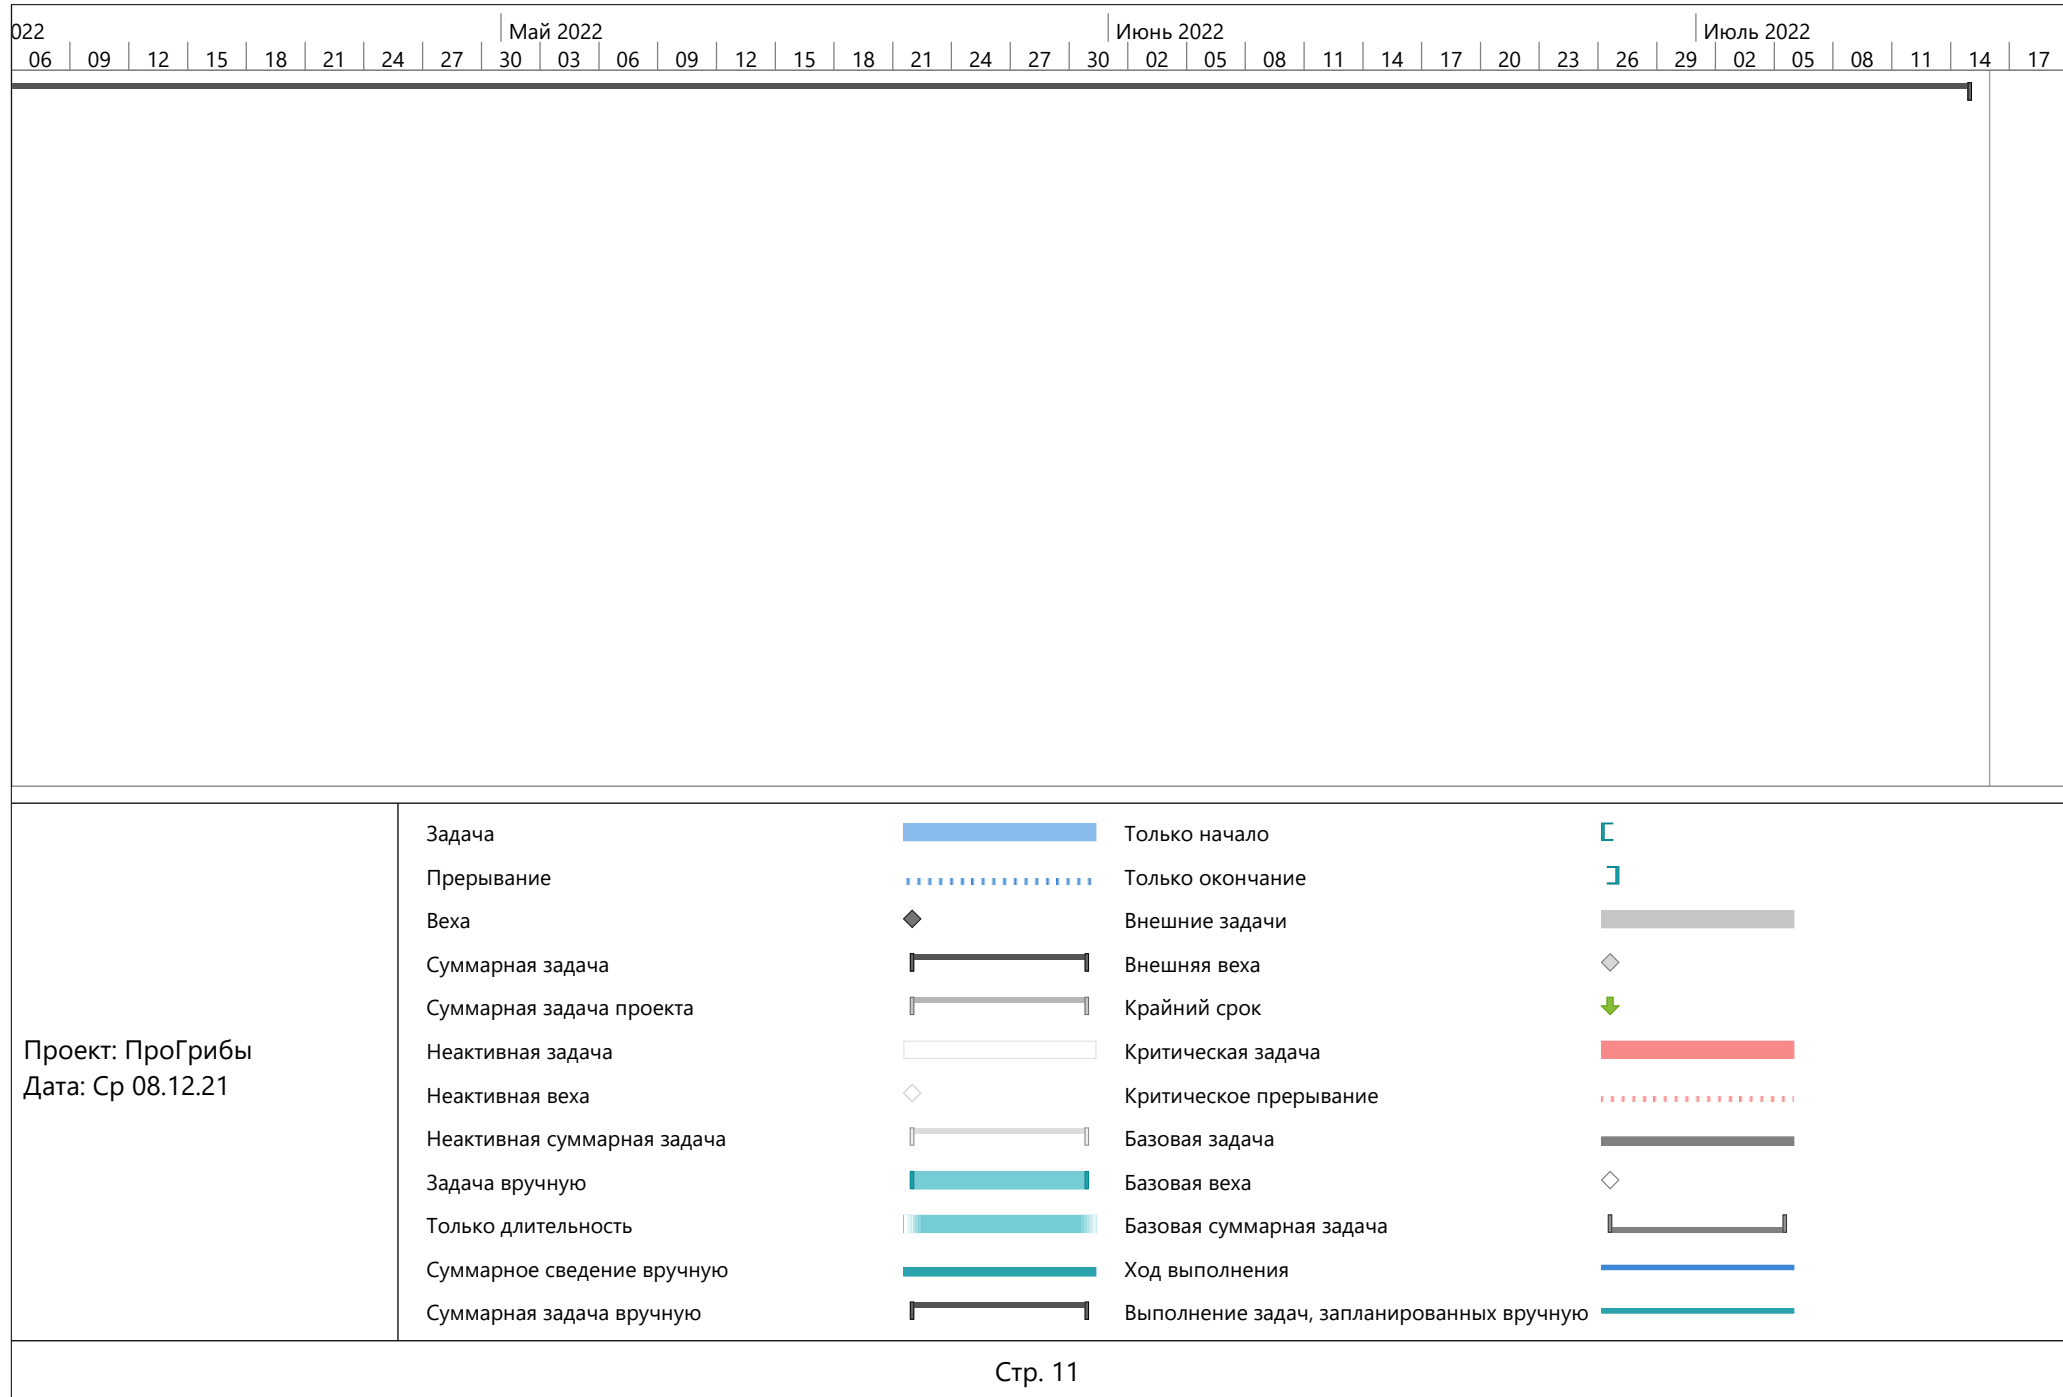 022 Май 2022 Июнь 2022 Июль 2022
06 09 12 15 18 21 24 27 30 03 06 09 12 15 18 21 24 27 30 02 05 08 11 14 17 20 23 26 29 02 05 08 11 14 17
Проект: ПроГрибы
Дата: Ср 08.12.21
Задача
Прерывание
Веха
Суммарная задача
Суммарная задача проекта
Неактивная задача
Неактивная веха
Неактивная суммарная задача
Задача вручную
Только длительность
Суммарное сведение вручную
Суммарная задача вручную
Только начало
Только окончание
Внешние задачи
Внешняя веха
Крайний срок
Критическая задача
Критическое прерывание
Базовая задача
Базовая веха
Базовая суммарная задача
Ход выполнения
Выполнение задач, запланированных вручную
Стр. 11